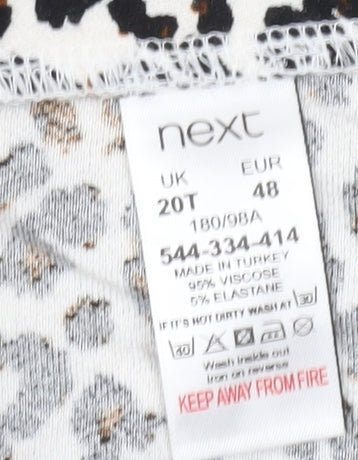 next
UK EUR
20T 48
180/98A
544-334-414
MADE IN TURKEY
95% VISCOSE
5% ELASTANE
IF IT'S NOT DIRTY WASH AT 30
40
Wash inside out
Iron on reverse
KEEP AWAY FROM FIRE